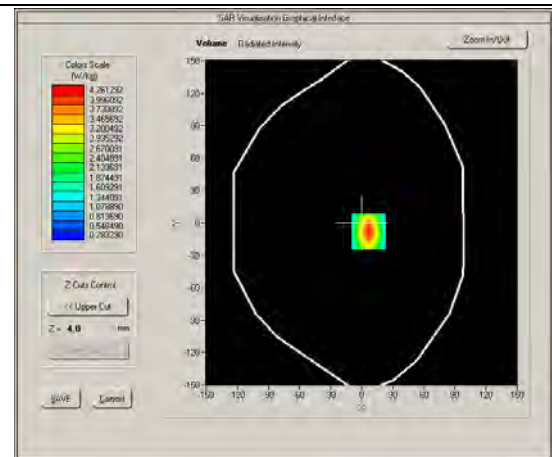 SAR Visualisation Graphical Interface
Volume Radiated Intensity
Zoom In/Out
Colors Scale
(W/kg)
4.261292
3.996092
3.730892
3.465692
3.200492
2.935292
2.670091
2.404891
2.139691
1.874491
1.609291
1.344091
1.078890
0.813690
0.548490
0.283290
150
120
90
60
30
0
-30
-60
-90
-120
-150
Y
-150 -120 -90 -60 -30 0 30 60 90 120 150
X
Z Cuts Control
<< Upper Cut
Z = 4.0 mm
SAVE Cancel